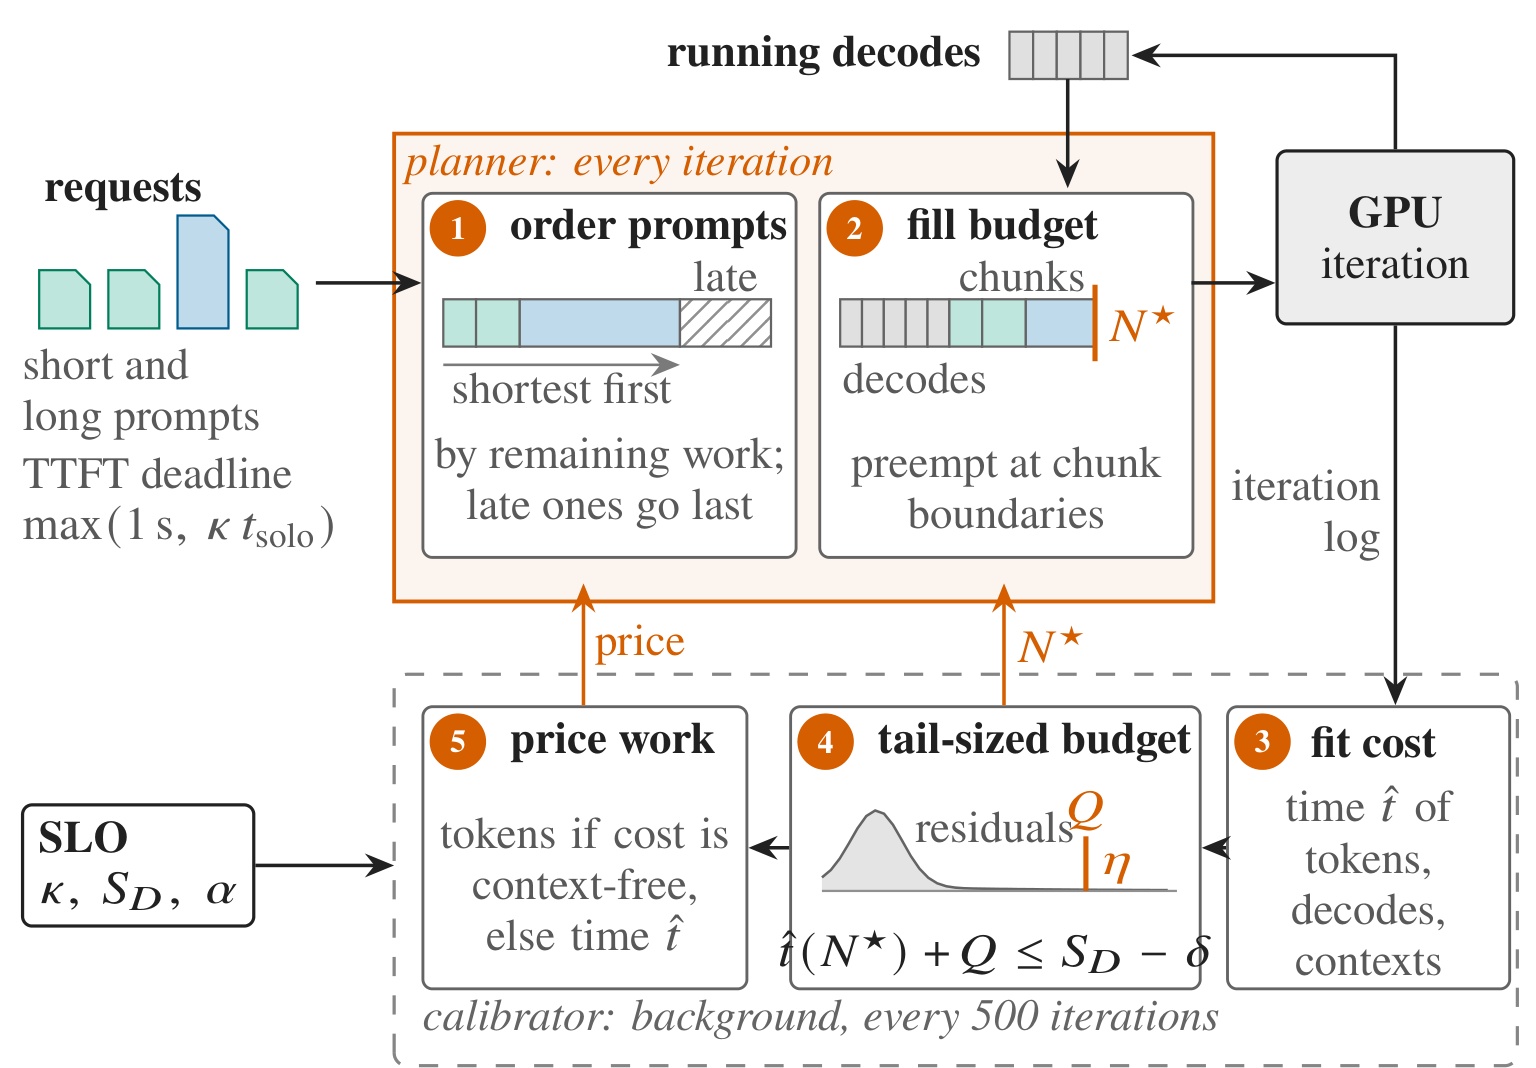 running decodes
planner: every iteration
requests
1 order prompts
late
shortest first
by remaining work;
late ones go last
2 fill budget
chunks
N★
decodes
preempt at chunk
boundaries
GPU
iteration
short and
long prompts
TTFT deadline
max(1 s, κ t_solo)
iteration
log
price
N★
5 price work
tokens if cost is
context-free,
else time t̂
4 tail-sized budget
residuals
Q
η
t̂(N★) + Q ≤ S_D − δ
3 fit cost
time t̂ of
tokens,
decodes,
contexts
SLO
κ, S_D, α
calibrator: background, every 500 iterations